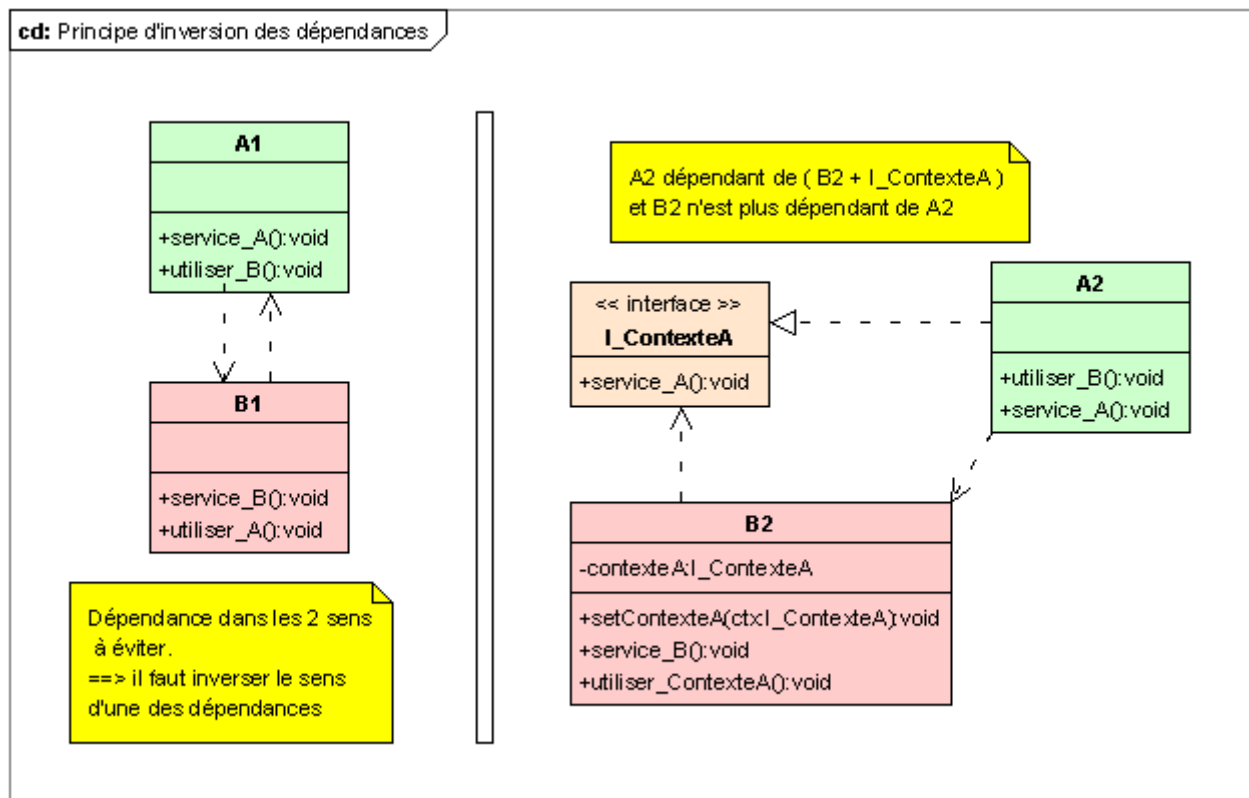 cd: Principe d'inversion des dépendances
A1
+service_A():void
+utiliser_B():void
B1
+service_B():void
+utiliser_A():void
Dépendance dans les 2 sens
à éviter.
==> il faut inverser le sens
d'une des dépendances
A2 dépendant de ( B2 + I_ContexteA )
et B2 n'est plus dépendant de A2
<< interface >>
I_ContexteA
+service_A():void
A2
+utiliser_B():void
+service_A():void
B2
-contexteA:I_ContexteA
+setContexteA(ctx:I_ContexteA):void
+service_B():void
+utiliser_ContexteA():void